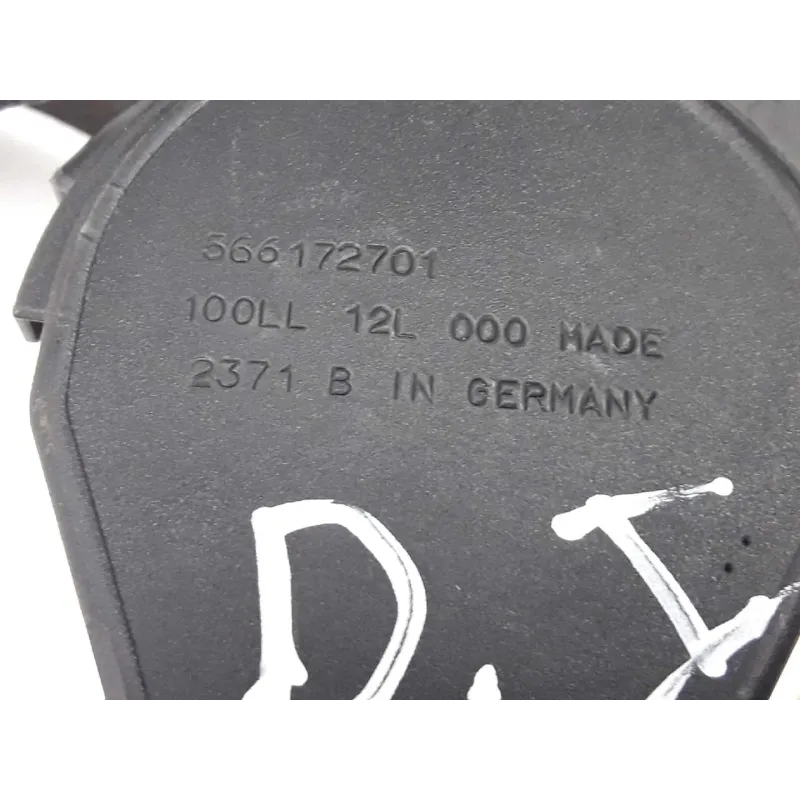 566172701
100LL 12L 000 MADE
2371 B IN GERMANY
D.I